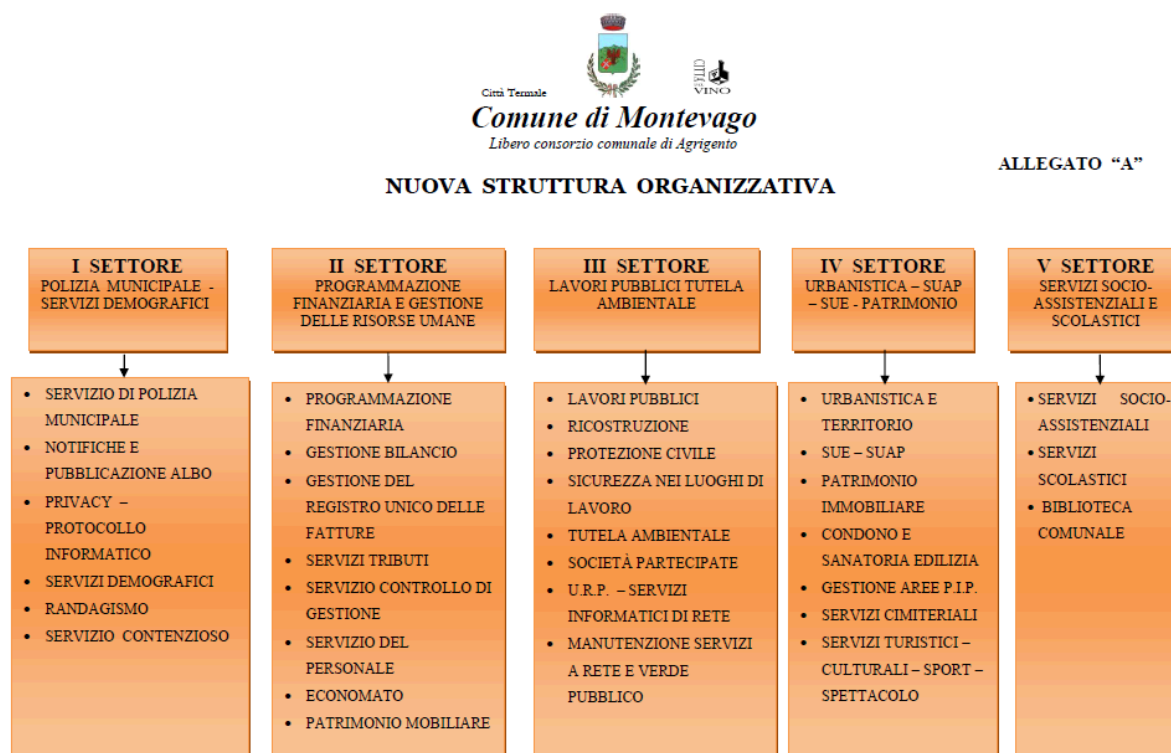 Città Termale
CITTÀ DEL VINO
Comune di Montevago
Libero consorzio comunale di Agrigento
ALLEGATO “A”
NUOVA STRUTTURA ORGANIZZATIVA
I SETTORE
POLIZIA MUNICIPALE -
SERVIZI DEMOGRAFICI
• SERVIZIO DI POLIZIA
MUNICIPALE
• NOTIFICHE E
PUBBLICAZIONE ALBO
• PRIVACY –
PROTOCOLLO
INFORMATICO
• SERVIZI DEMOGRAFICI
• RANDAGISMO
• SERVIZIO CONTENZIOSO
II SETTORE
PROGRAMMAZIONE
FINANZIARIA E GESTIONE
DELLE RISORSE UMANE
• PROGRAMMAZIONE
FINANZIARIA
• GESTIONE BILANCIO
• GESTIONE DEL
REGISTRO UNICO DELLE
FATTURE
• SERVIZI TRIBUTI
• SERVIZIO CONTROLLO DI
GESTIONE
• SERVIZIO DEL
PERSONALE
• ECONOMATO
• PATRIMONIO MOBILIARE
III SETTORE
LAVORI PUBBLICI TUTELA
AMBIENTALE
• LAVORI PUBBLICI
• RICOSTRUZIONE
• PROTEZIONE CIVILE
• SICUREZZA NEI LUOGHI DI
LAVORO
• TUTELA AMBIENTALE
• SOCIETÀ PARTECIPATE
• U.R.P. – SERVIZI
INFORMATICI DI RETE
• MANUTENZIONE SERVIZI
A RETE E VERDE
PUBBLICO
IV SETTORE
URBANISTICA – SUAP
– SUE - PATRIMONIO
• URBANISTICA E
TERRITORIO
• SUE – SUAP
• PATRIMONIO
IMMOBILIARE
• CONDONO E
SANATORIA EDILIZIA
• GESTIONE AREE P.I.P.
• SERVIZI CIMITERIALI
• SERVIZI TURISTICI –
CULTURALI – SPORT –
SPETTACOLO
V SETTORE
SERVIZI SOCIO-
ASSISTENZIALI E
SCOLASTICI
• SERVIZI SOCIO-
ASSISTENZIALI
• SERVIZI
SCOLASTICI
• BIBLIOTECA
COMUNALE